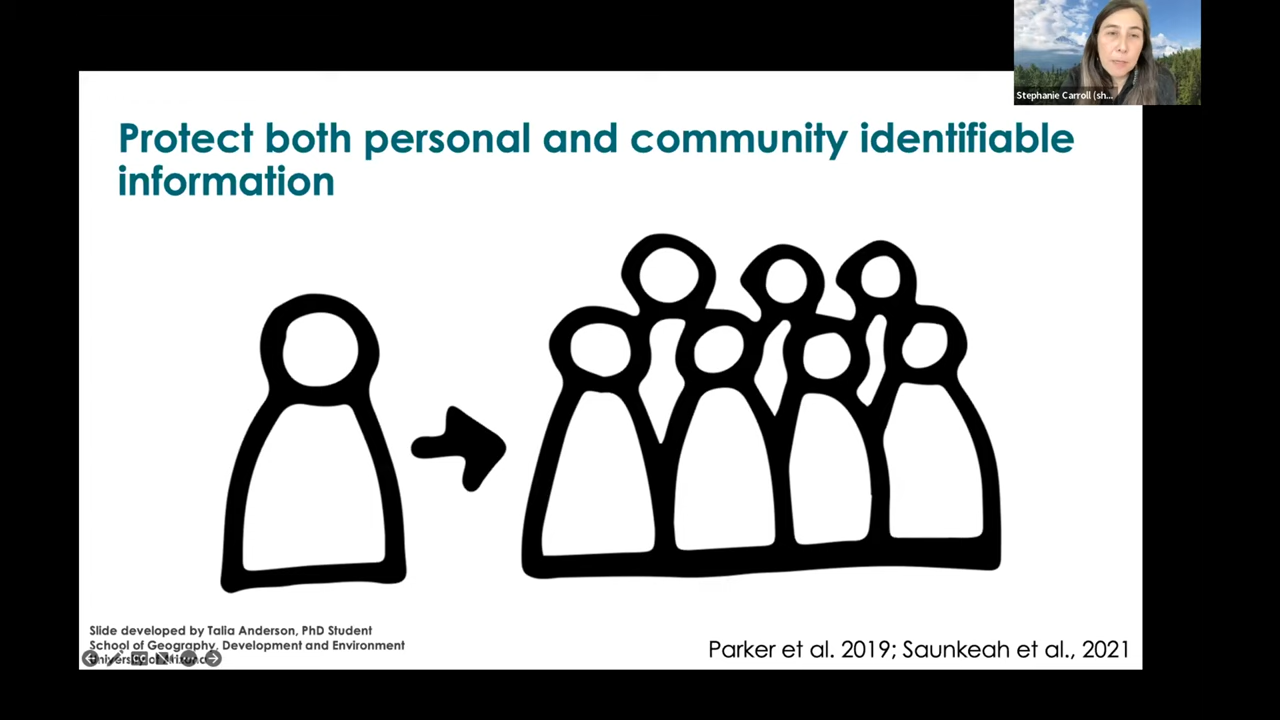 Stephanie Carroll (sh...
Protect both personal and community identifiable
information
Slide developed by Talia Anderson, PhD Student
School of Geography, Development and Environment
Parker et al. 2019; Saunkeah et al., 2021